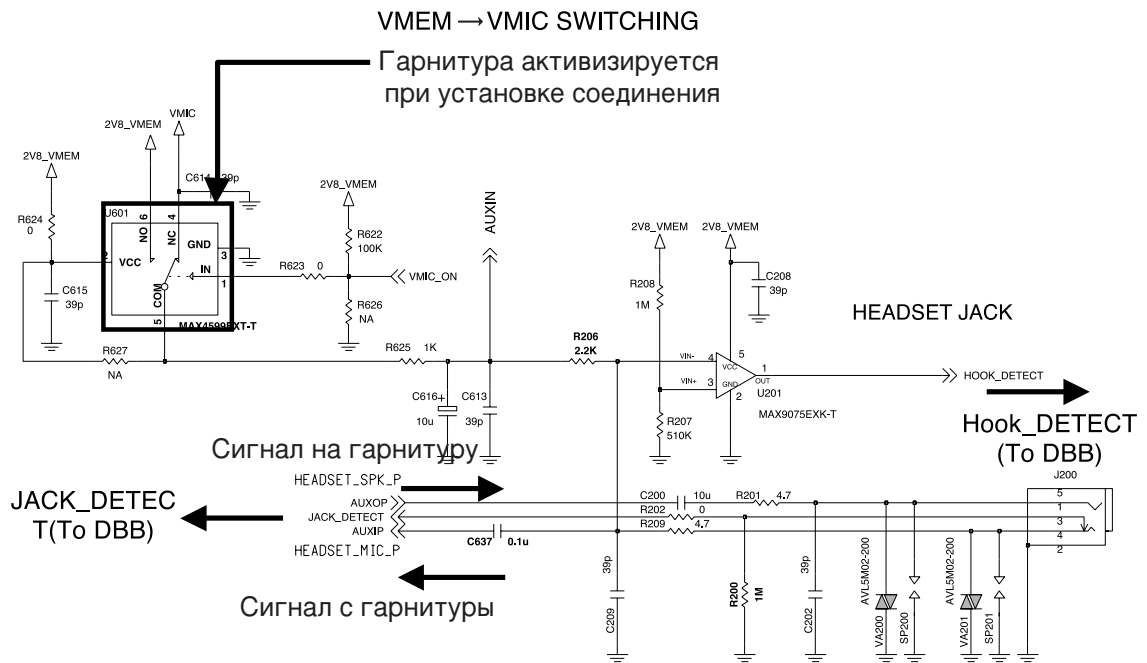 VMEM → VMIC SWITCHING
Гарнитура активизируется
при установке соединения
2V8_VMEM
VMIC
2V8_VMEM
C614 39p
2V8_VMEM
R624
0
U601
6
4
NO
NC
GND
3
2
VCC
IN
1
COM
5
MAX4599EXT-T
C615
39p
R622
100K
R623 0
VMIC_ON
R626
NA
AUXIN
2V8_VMEM
2V8_VMEM
R208
1M
C208
39p
HEADSET JACK
R627
NA
R625 1K
R206
2.2K
VIN-
4
5
VCC
1
VIN+
3
GND
OUT
2
U201
MAX9075EXK-T
HOOK_DETECT
C616+
10u
C613
39p
R207
510K
Hook_DETECT
(To DBB)
Сигнал на гарнитуру
HEADSET_SPK_P
JACK_DETEC
T(To DBB)
AUXOP
JACK_DETECT
AUXIP
HEADSET_MIC_P
C637 0.1u
C200 10u
R201 4.7
R202 0
R209 4.7
J200
5
1
3
4
2
Сигнал с гарнитуры
39p
C209
R200
1M
39p
C202
AVL5M02-200
VA200
SP200
AVL5M02-200
VA201
SP201